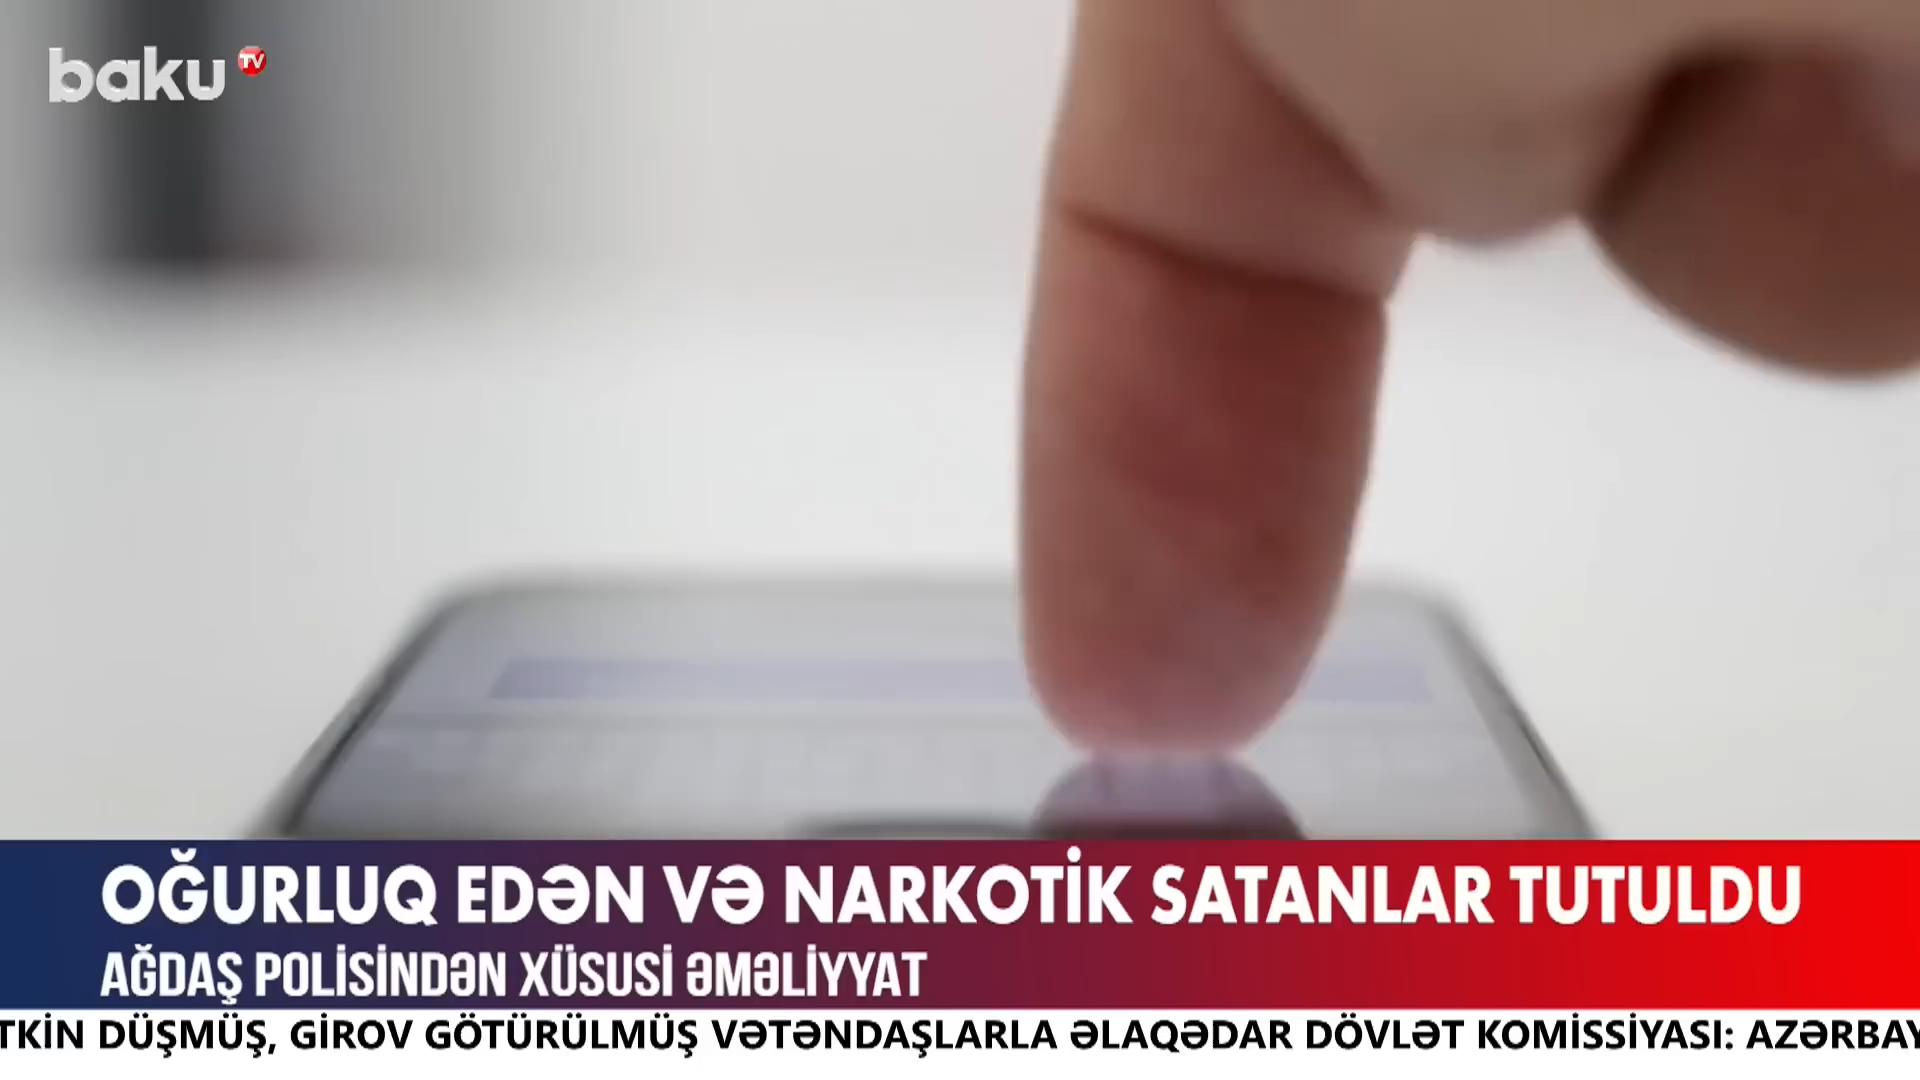 baku TV
OĞURLUQ EDƏN VƏ NARKOTİK SATANLAR TUTULDU
AĞDAŞ POLİSİNDƏN XÜSUSİ ƏMƏLİYYAT
TKİN DÜŞMÜŞ, GİROV GÖTÜRÜLMÜŞ VƏTƏNDAŞLARLA ƏLAQƏDAR DÖVLƏT KOMİSSİYASI: AZƏRBAY